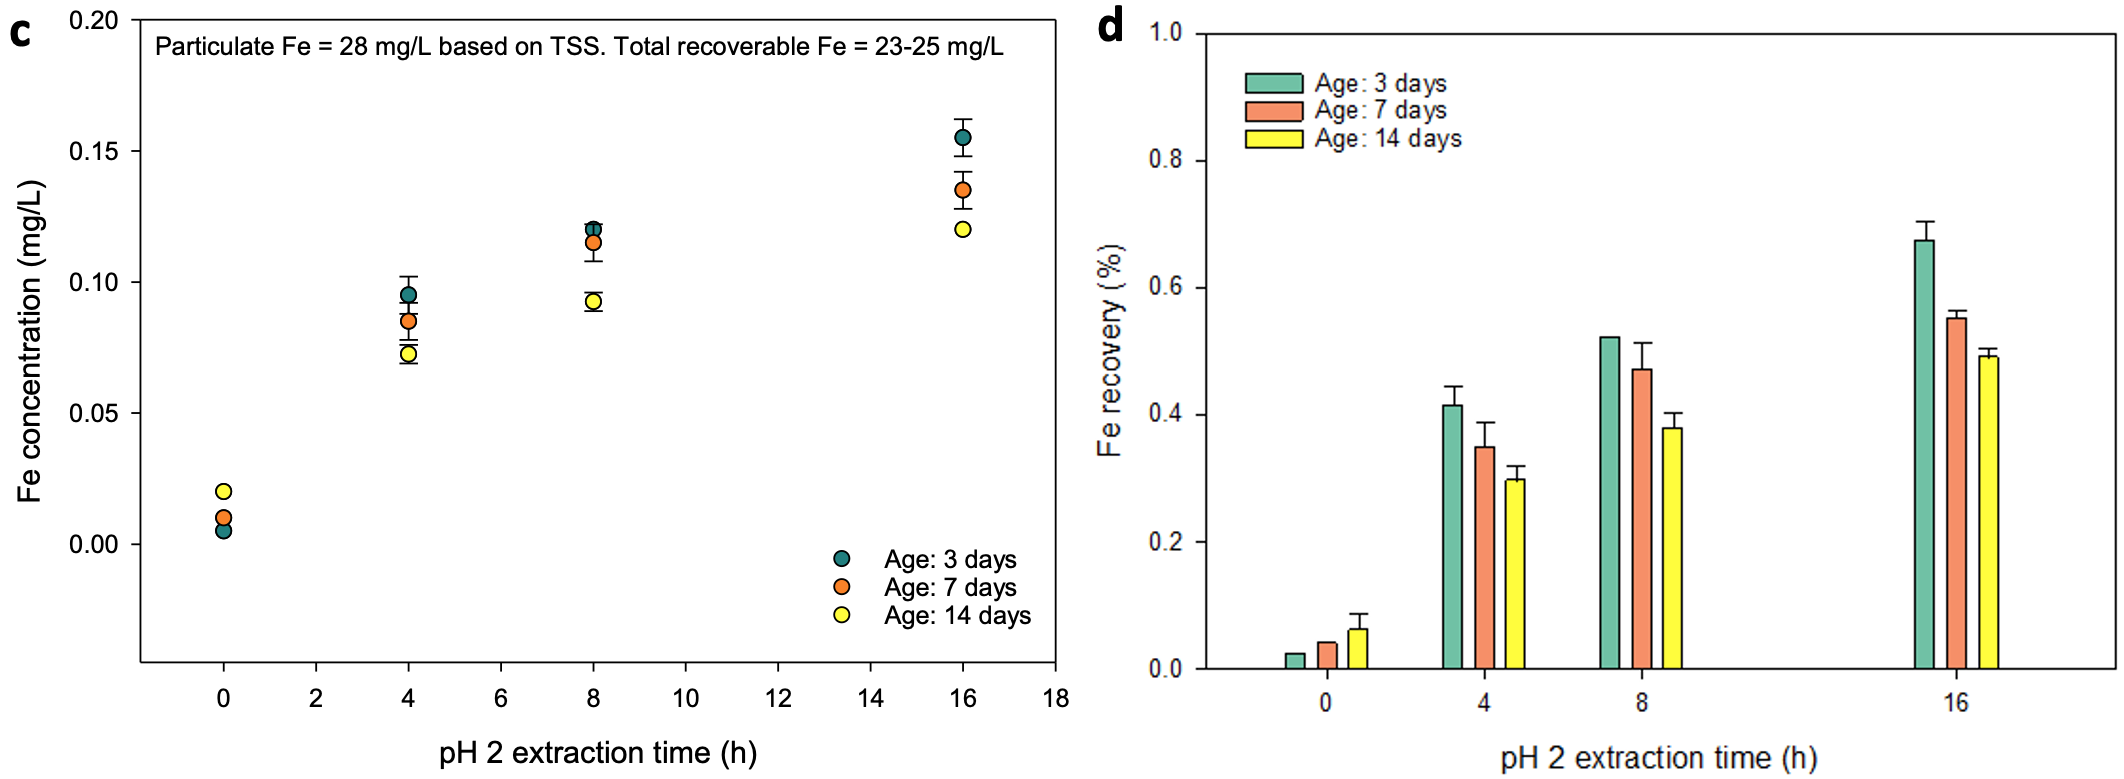 c
Particulate Fe = 28 mg/L based on TSS. Total recoverable Fe = 23-25 mg/L
Fe concentration (mg/L)
0.20
0.15
0.10
0.05
0.00
Age: 3 days
Age: 7 days
Age: 14 days
0 2 4 6 8 10 12 14 16 18
pH 2 extraction time (h)
d
Fe recovery (%)
1.0
0.8
0.6
0.4
0.2
0.0
Age: 3 days
Age: 7 days
Age: 14 days
0 4 8 16
pH 2 extraction time (h)